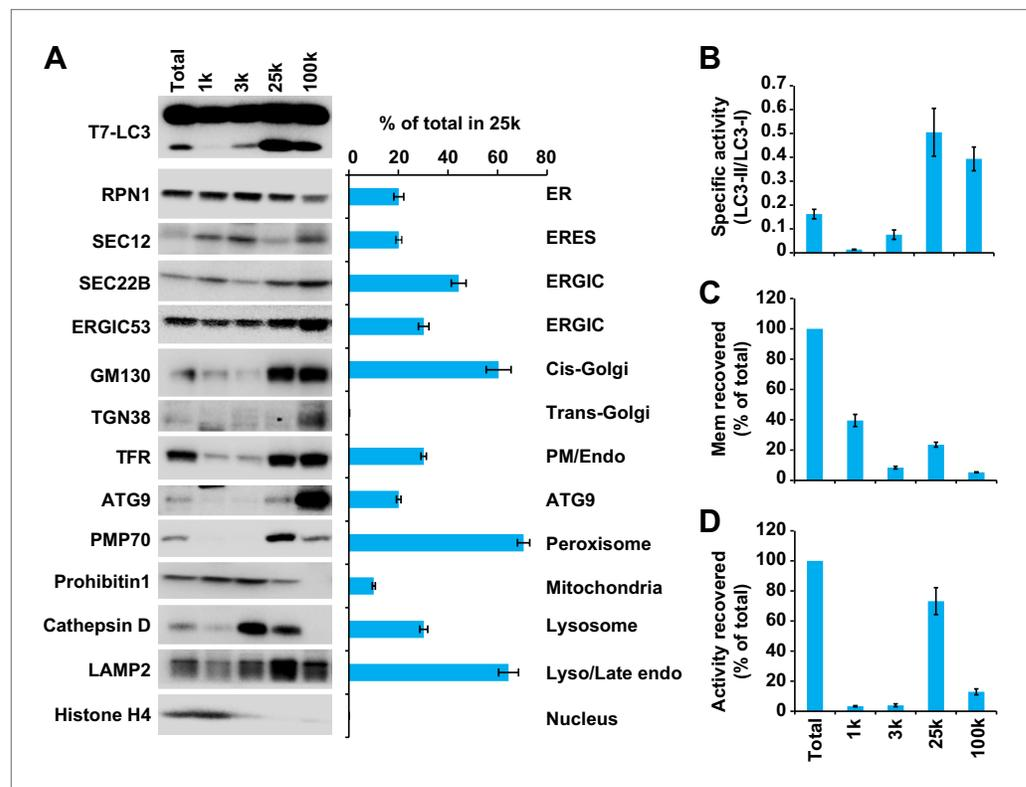 A
Total 1k 3k 25k 100k
T7-LC3
% of total in 25k
0 20 40 60 80
RPN1 ER
SEC12 ERES
SEC22B ERGIC
ERGIC53 ERGIC
GM130 Cis-Golgi
TGN38 Trans-Golgi
TFR PM/Endo
ATG9 ATG9
PMP70 Peroxisome
Prohibitin1 Mitochondria
Cathepsin D Lysosome
LAMP2 Lyso/Late endo
Histone H4 Nucleus
B
Specific activity
(LC3-II/LC3-I)
0.7
0.6
0.5
0.4
0.3
0.2
0.1
0
C
Mem recovered
(% of total)
120
100
80
60
40
20
0
D
Activity recovered
(% of total)
120
100
80
60
40
20
0
Total 1k 3k 25k 100k